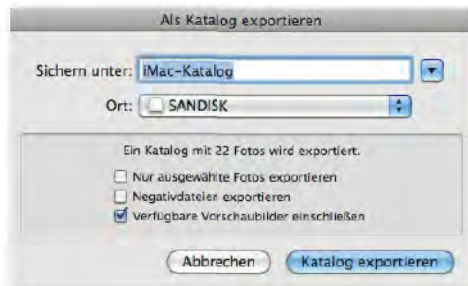 Als Katalog exportieren
Sichern unter: iMac-Katalog
Ort: SANDISK
Ein Katalog mit 22 Fotos wird exportiert.
Nur ausgewählte Fotos exportieren
Negativdateien exportieren
Verfügbare Vorschaubilder einschließen
Abbrechen Katalog exportieren